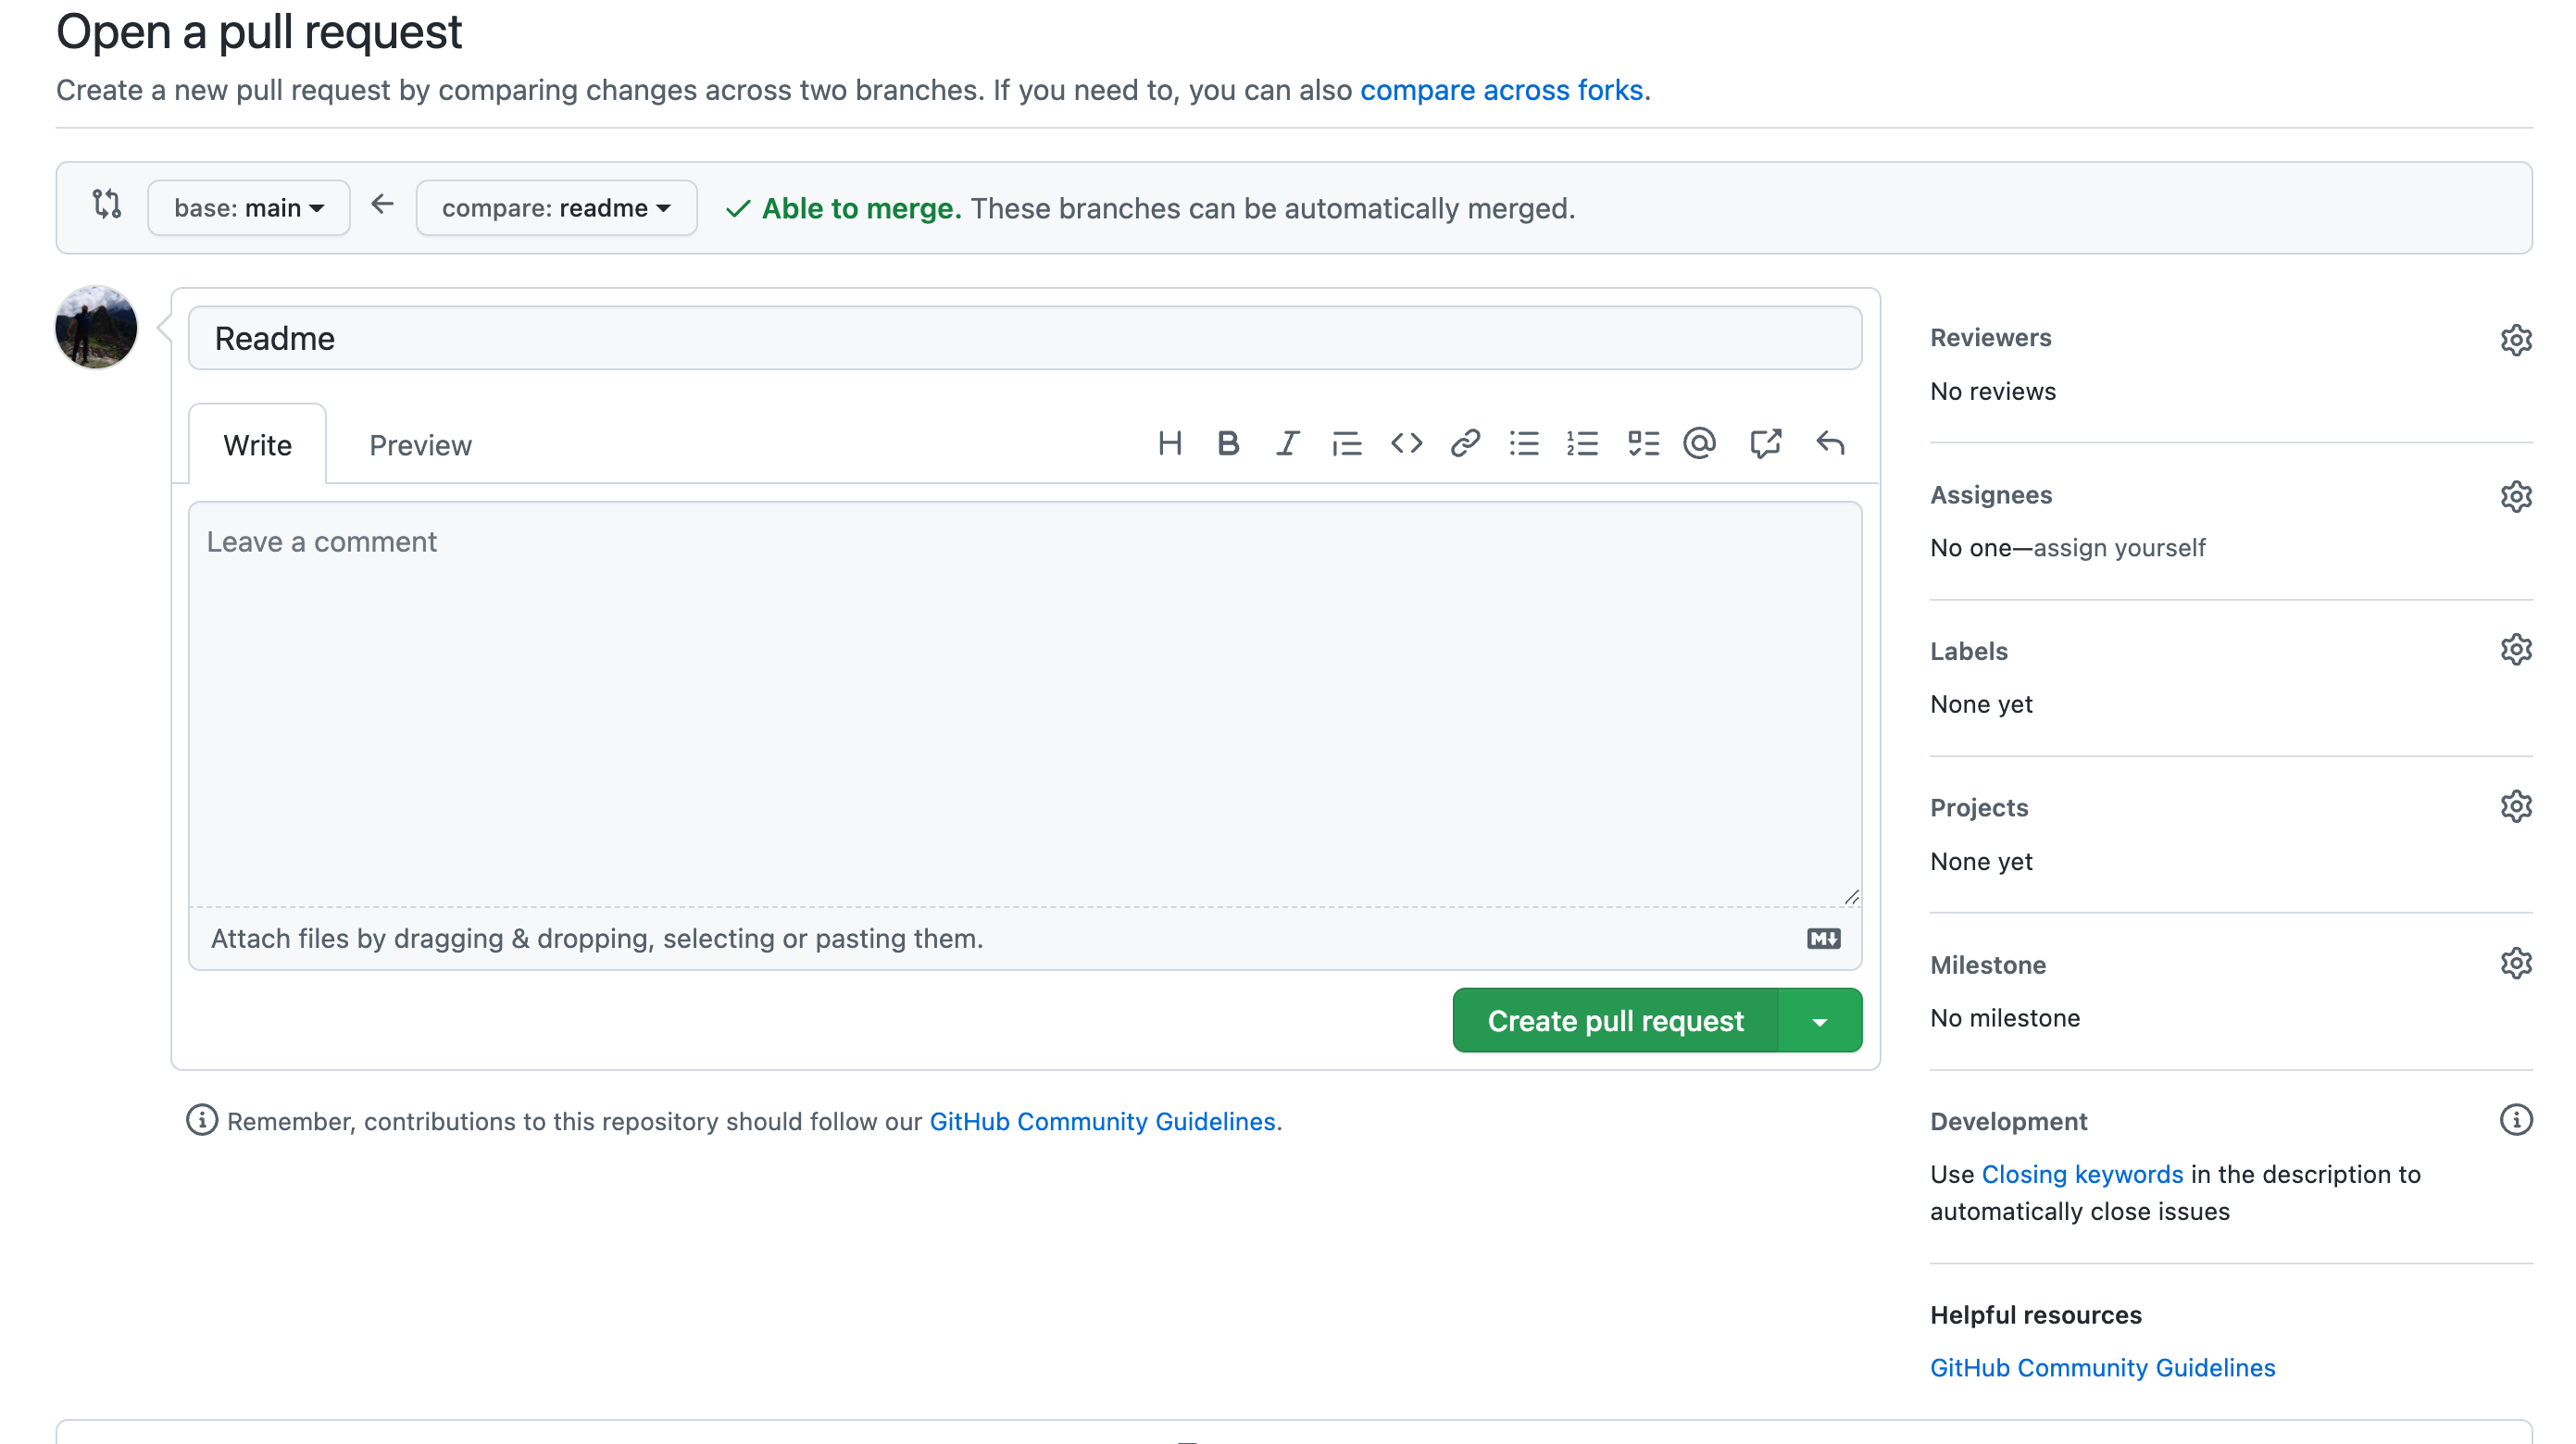 Open a pull request
Create a new pull request by comparing changes across two branches. If you need to, you can also compare across forks.
base: main
compare: readme
Able to merge. These branches can be automatically merged.
Readme
Write
Preview
Leave a comment
Attach files by dragging & dropping, selecting or pasting them.
Create pull request
Remember, contributions to this repository should follow our GitHub Community Guidelines.
Reviewers
No reviews
Assignees
No one—assign yourself
Labels
None yet
Projects
None yet
Milestone
No milestone
Development
Use Closing keywords in the description to
automatically close issues
Helpful resources
GitHub Community Guidelines